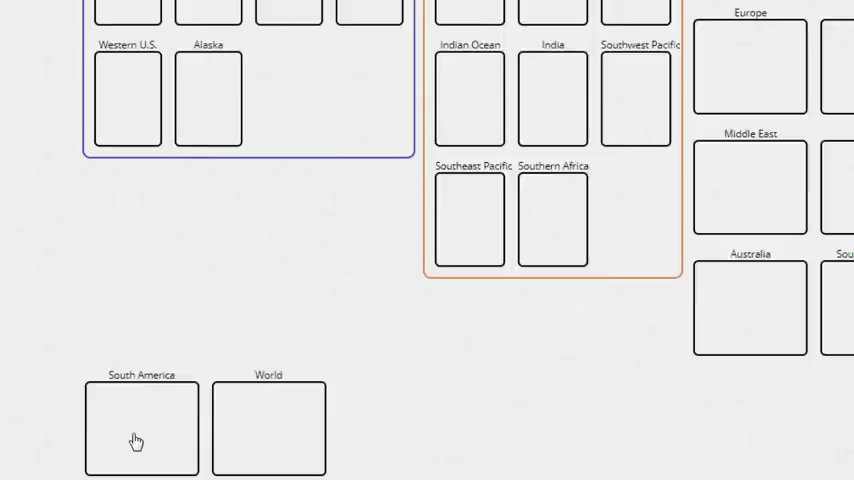 Europe
Western U.S. Alaska Indian Ocean India Southwest Pacific
Middle East
Southeast Pacific Southern Africa
Australia
South America World